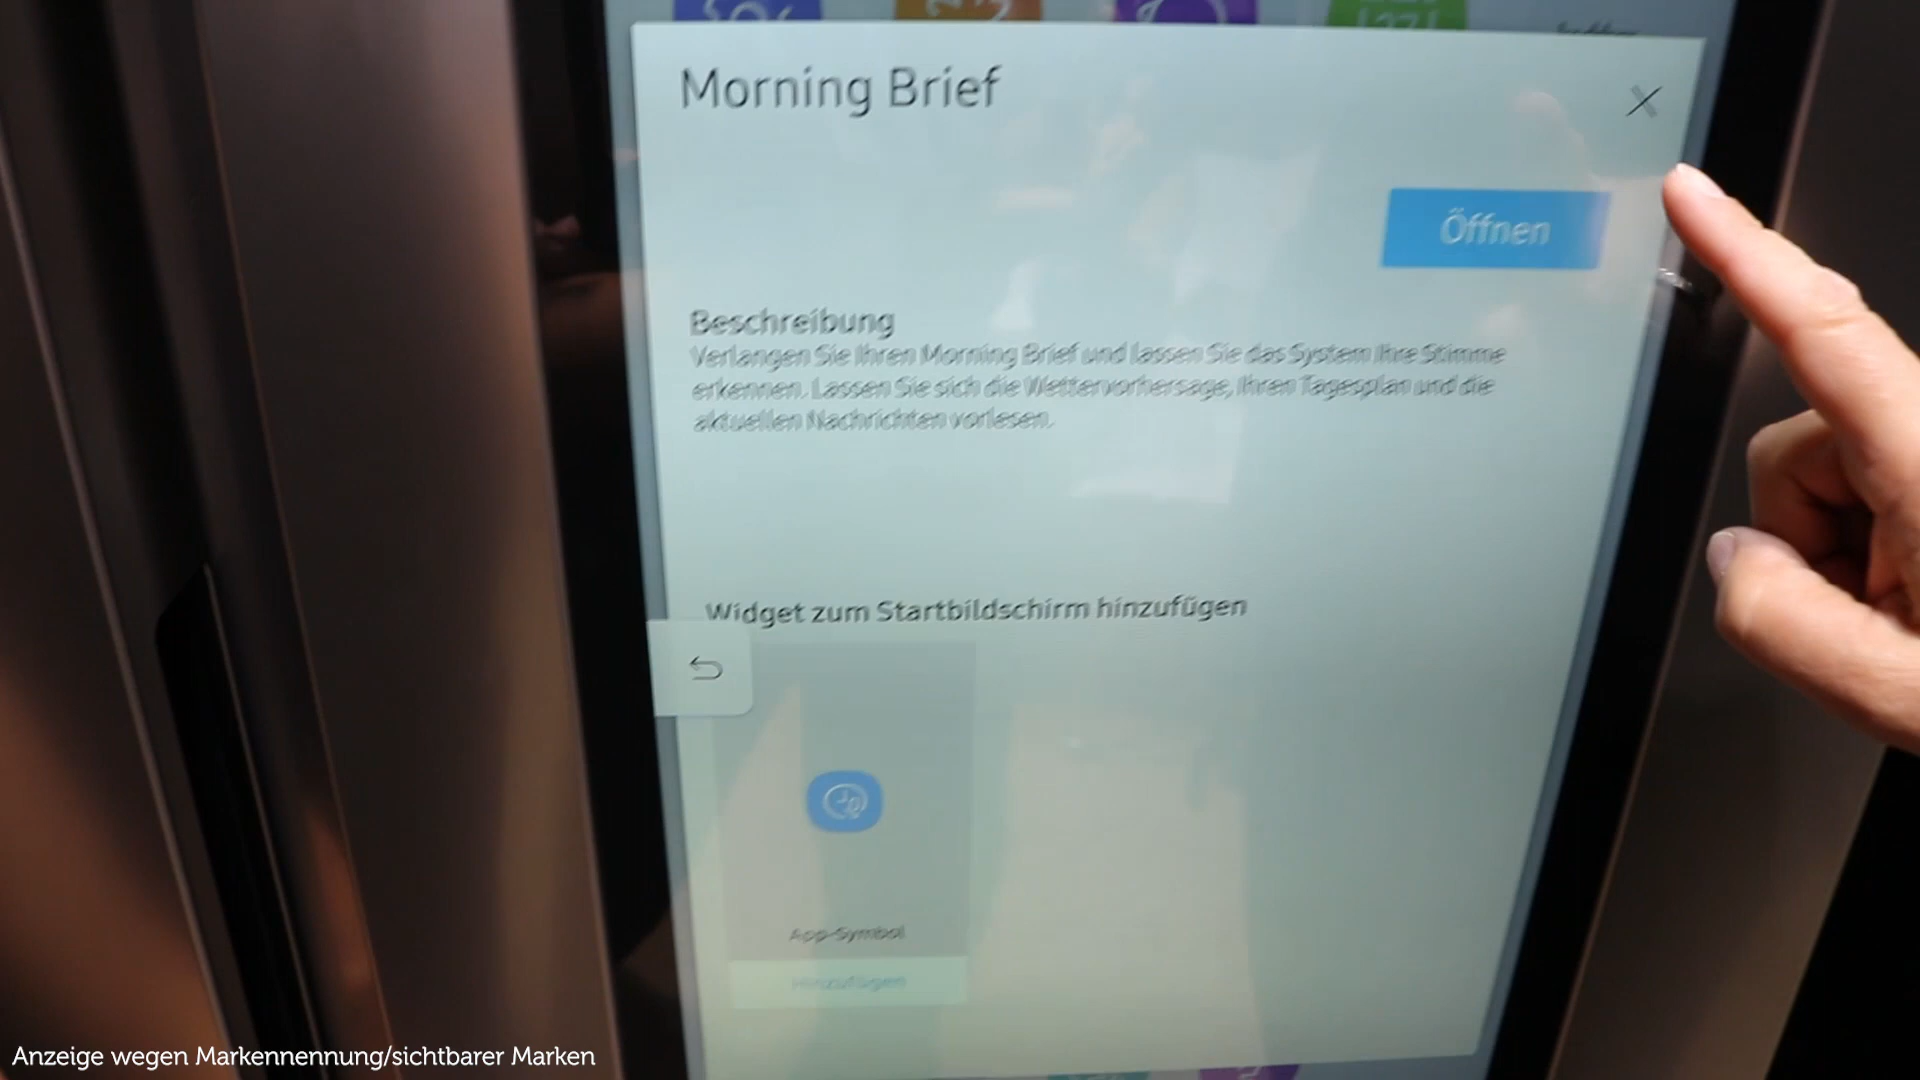 Morning Brief
Öffnen
Beschreibung
Verlangen Sie Ihren Morning Brief und lassen Sie das System Ihre Stimme
erkennen. Lassen Sie sich die Wettervorhersage, Ihren Tagesplan und die
aktuellen Nachrichten vorlesen.
Widget zum Startbildschirm hinzufügen
App-Symbol
Hinzufügen
Anzeige wegen Markennennung/sichtbarer Marken